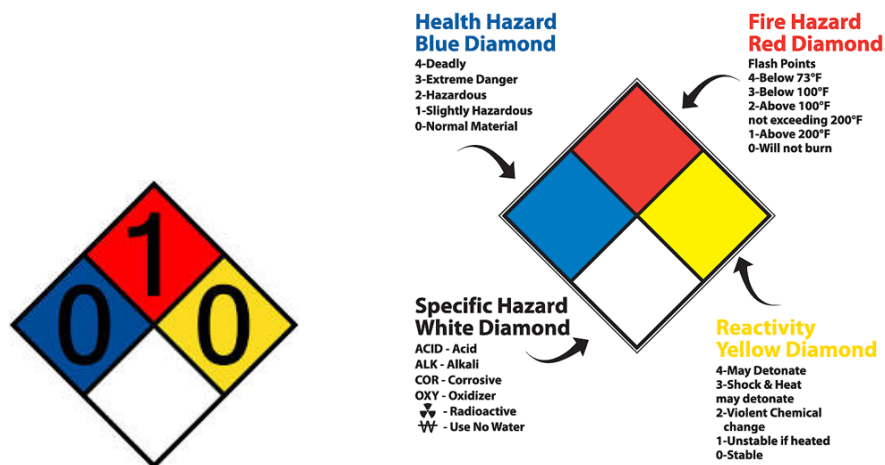 Health Hazard
Blue Diamond
4-Deadly
3-Extreme Danger
2-Hazardous
1-Slightly Hazardous
0-Normal Material
Fire Hazard
Red Diamond
Flash Points
4-Below 73°F
3-Below 100°F
2-Above 100°F
not exceeding 200°F
1-Above 200°F
0-Will not burn
1
0 0
Specific Hazard
White Diamond
ACID - Acid
ALK - Alkali
COR - Corrosive
OXY - Oxidizer
☢ - Radioactive
W - Use No Water
Reactivity
Yellow Diamond
4-May Detonate
3-Shock & Heat
may detonate
2-Violent Chemical
change
1-Unstable if heated
0-Stable